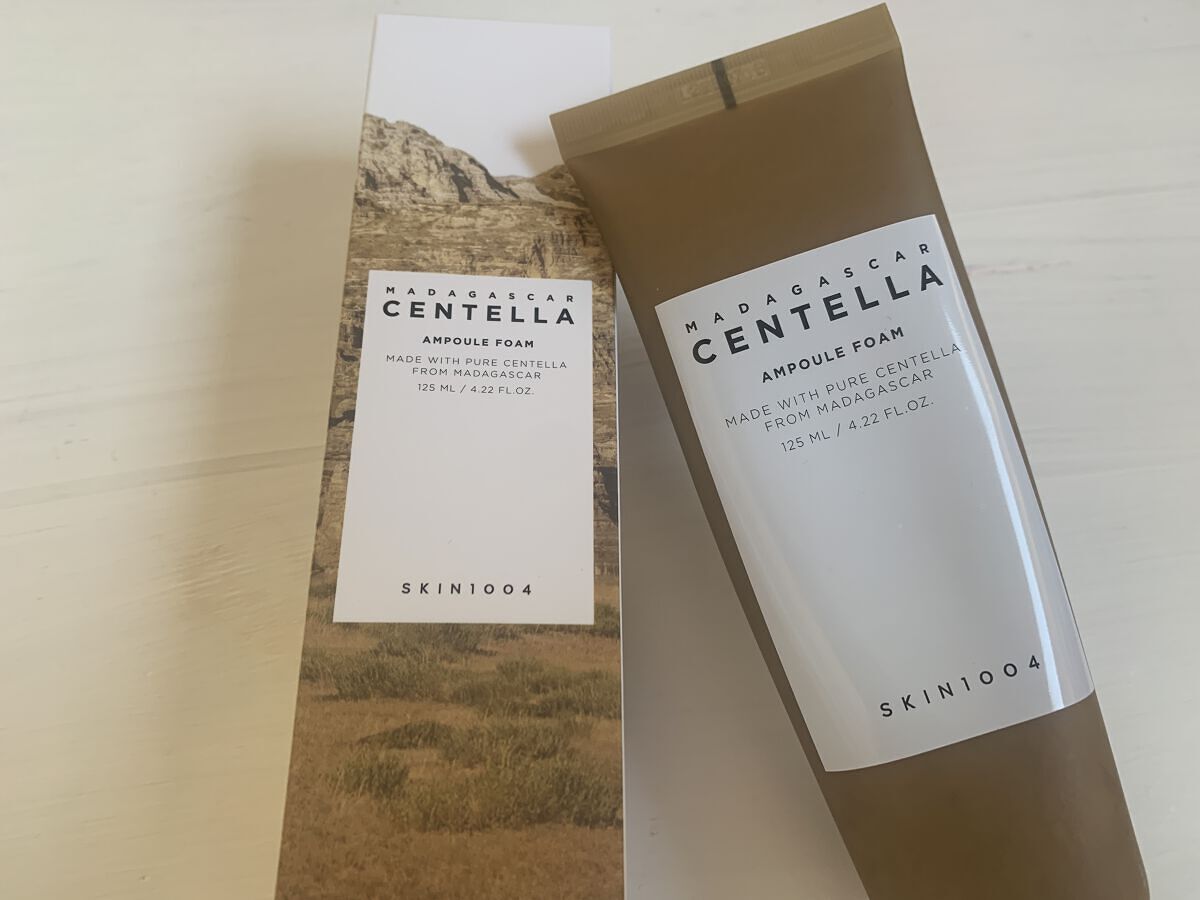 MADAGASCAR
CENTELLA
AMPOULE FOAM
MADE WITH PURE CENTELLA
FROM MADAGASCAR
125 ML / 4.22 FL.OZ.
SKIN1004
MADAGASCAR
CENTELLA
AMPOULE FOAM
MADE WITH PURE CENTELLA
FROM MADAGASCAR
125 ML / 4.22 FL.OZ.
SKIN1004